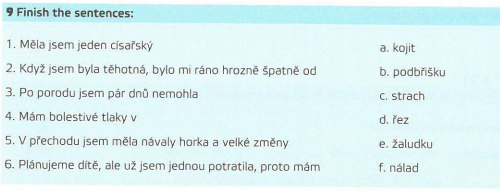 9 Finish the sentences:
1. Měla jsem jeden císařský a. kojit
2. Když jsem byla těhotná, bylo mi ráno hrozně špatně od b. podbřišku
3. Po porodu jsem pár dnů nemohla c. strach
4. Mám bolestivé tlaky v d. řez
5. V přechodu jsem měla návaly horka a velké změny e. žaludku
6. Plánujeme dítě, ale už jsem jednou potratila, proto mám f. nálad